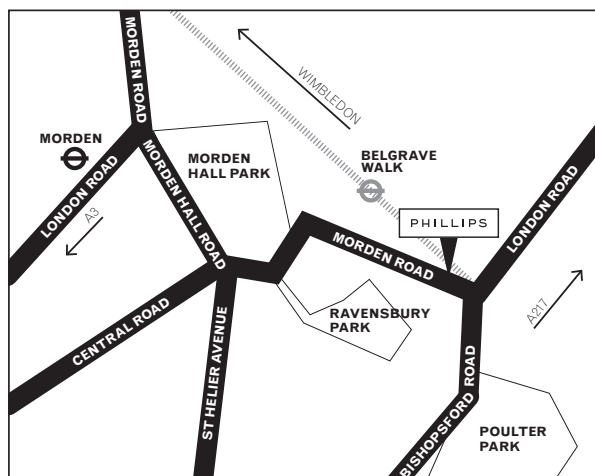 MORDEN ROAD
WIMBLEDON
MORDEN
LONDON ROAD
A3
MORDEN HALL ROAD
MORDEN
HALL PARK
BELGRAVE
WALK
PHILLIPS
LONDON ROAD
MORDEN ROAD
A217
CENTRAL ROAD
ST HELIER AVENUE
RAVENSBURY
PARK
BISHOPSFORD ROAD
POULTER
PARK